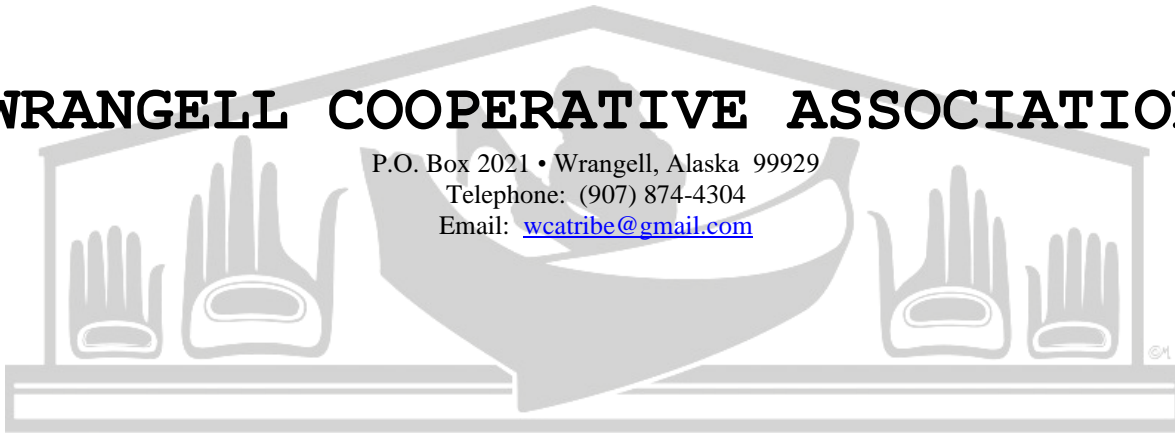 WRANGELL COOPERATIVE ASSOCIATION
P.O. Box 2021 • Wrangell, Alaska 99929
Telephone: (907) 874-4304
Email: wcatribe@gmail.com
©M